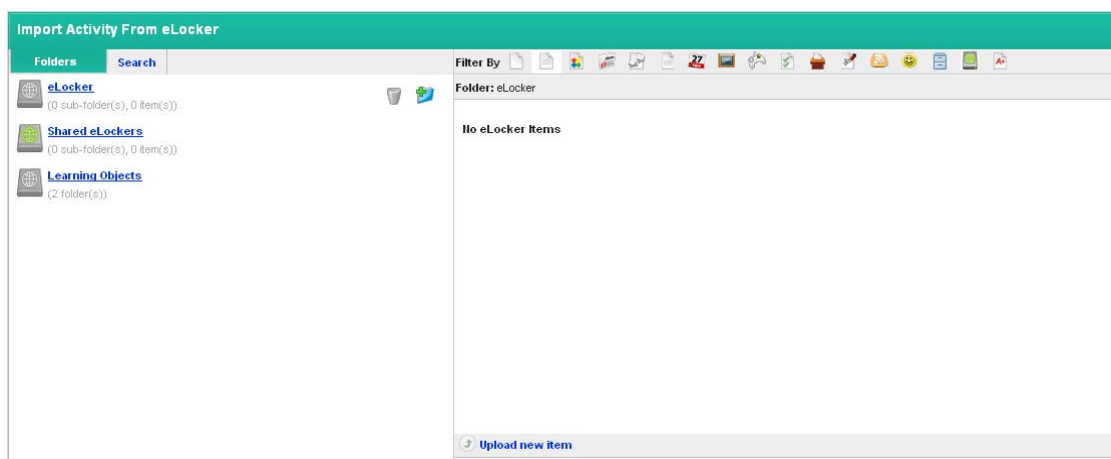 Import Activity From eLocker
Folders Search
eLocker
(0 sub-folder(s), 0 item(s))
Shared eLockers
(0 sub-folder(s), 0 item(s))
Learning Objects
(2 folder(s))
Filter By 22 A+
Folder: eLocker
No eLocker Items
Upload new item